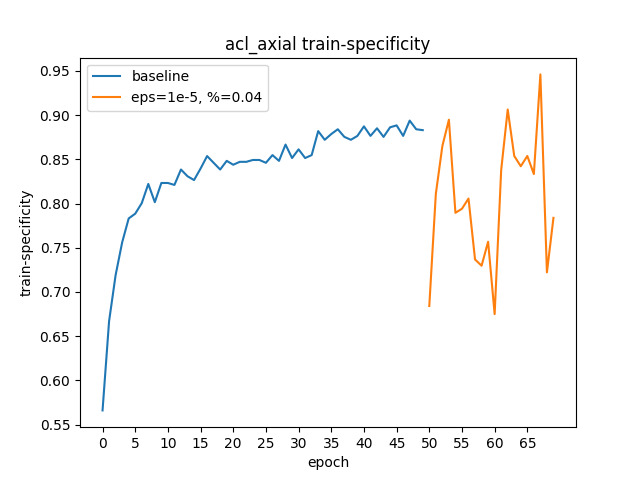 acl_axial train-specificity
baseline
eps=1e-5, %=0.04
train-specificity
0.95
0.90
0.85
0.80
0.75
0.70
0.65
0.60
0.55
0 5 10 15 20 25 30 35 40 45 50 55 60 65
epoch